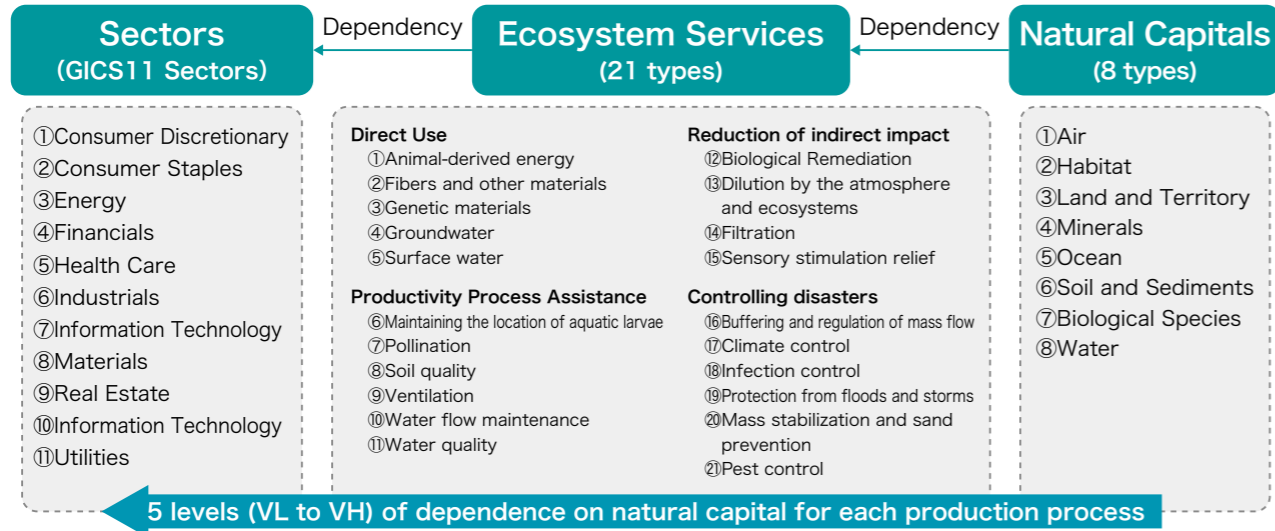 Sectors
(GICS11 Sectors)
Dependency
Ecosystem Services
(21 types)
Dependency
Natural Capitals
(8 types)
①Consumer Discretionary
②Consumer Staples
③Energy
④Financials
⑤Health Care
⑥Industrials
⑦Information Technology
⑧Materials
⑨Real Estate
⑩Information Technology
⑪Utilities
Direct Use
①Animal-derived energy
②Fibers and other materials
③Genetic materials
④Groundwater
⑤Surface water
Productivity Process Assistance
⑥Maintaining the location of aquatic larvae
⑦Pollination
⑧Soil quality
⑨Ventilation
⑩Water flow maintenance
⑪Water quality
Reduction of indirect impact
⑫Biological Remediation
⑬Dilution by the atmosphere
and ecosystems
⑭Filtration
⑮Sensory stimulation relief
Controlling disasters
⑯Buffering and regulation of mass flow
⑰Climate control
⑱Infection control
⑲Protection from floods and storms
⑳Mass stabilization and sand
prevention
㉑Pest control
①Air
②Habitat
③Land and Territory
④Minerals
⑤Ocean
⑥Soil and Sediments
⑦Biological Species
⑧Water
5 levels (VL to VH) of dependence on natural capital for each production process